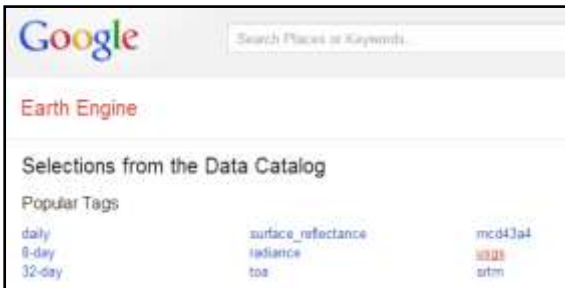 Google
Search Places or Keywords...
Earth Engine
Selections from the Data Catalog
Popular Tags
daily surface_reflectance mcd43a4
8-day radiance usgs
32-day toa srtm